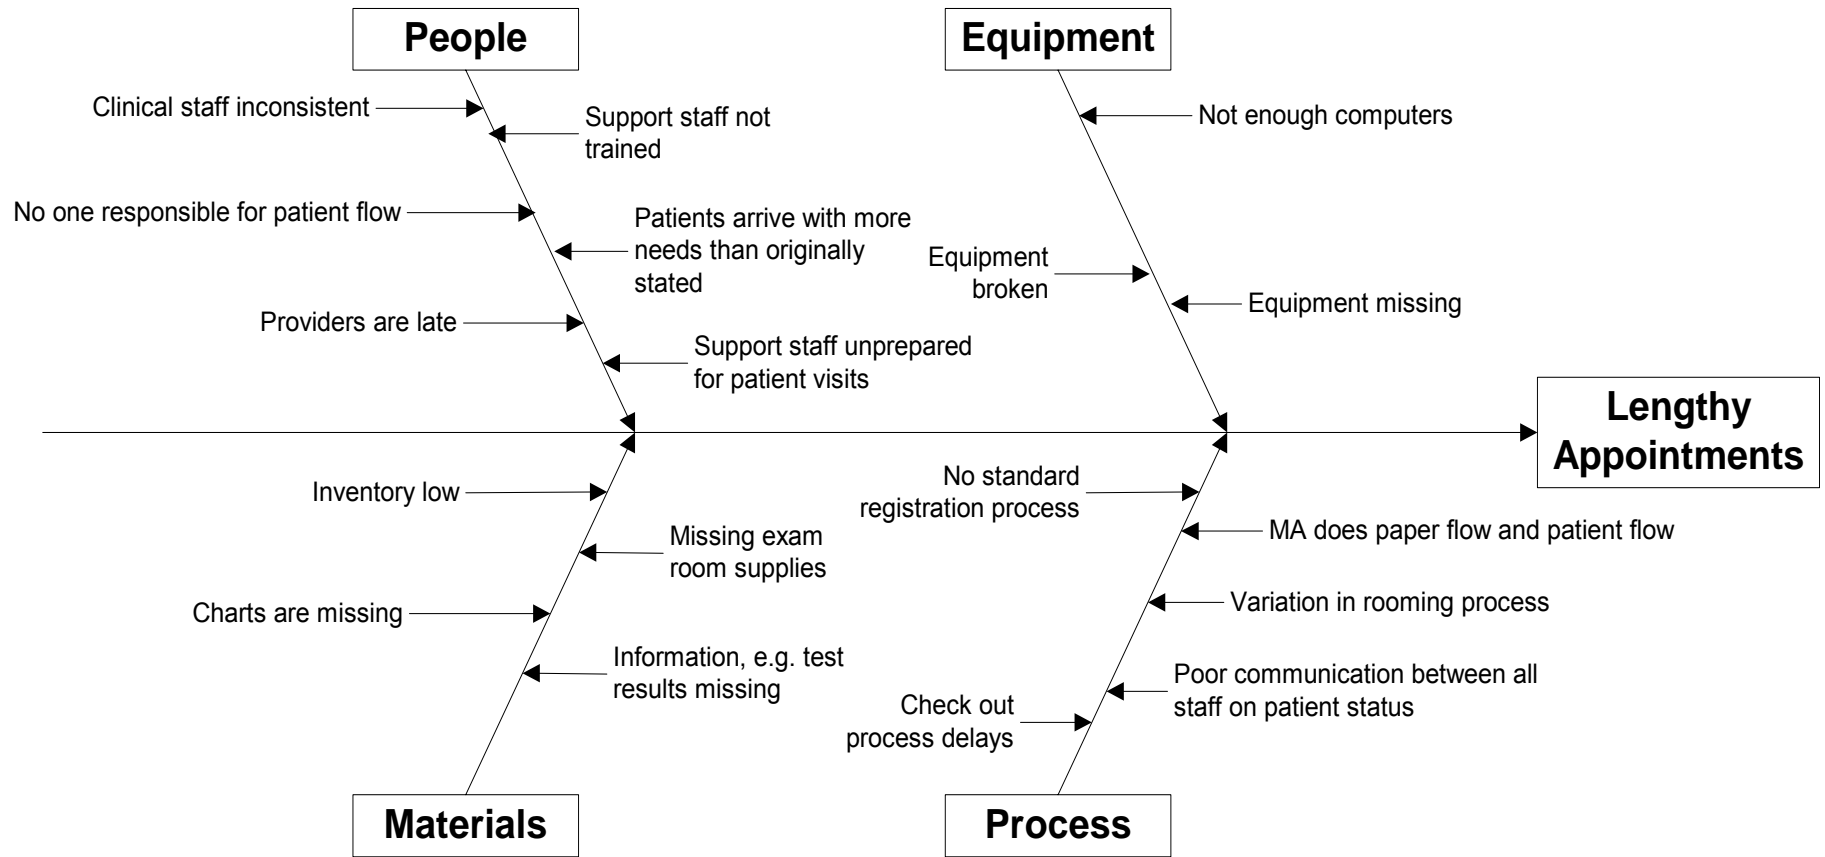 People
Equipment
Clinical staff inconsistent
Support staff not
trained
Not enough computers
No one responsible for patient flow
Patients arrive with more
needs than originally
stated
Equipment
broken
Equipment missing
Providers are late
Support staff unprepared
for patient visits
Lengthy
Appointments
Inventory low
No standard
registration process
Missing exam
room supplies
MA does paper flow and patient flow
Charts are missing
Variation in rooming process
Information, e.g. test
results missing
Poor communication between all
staff on patient status
Check out
process delays
Materials
Process